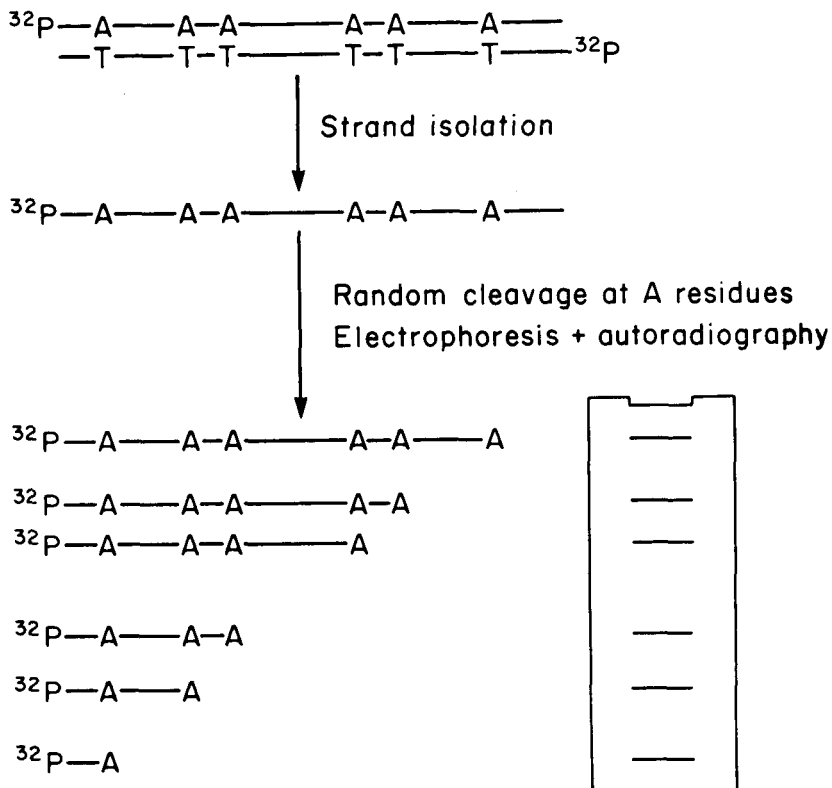 ³²P—A—A–A—A–A—A—
—T—T–T—T–T—T—³²P
Strand isolation
³²P—A—A–A—A–A—A—
Random cleavage at A residues
Electrophoresis + autoradiography
³²P—A—A–A—A–A—A
³²P—A—A–A—A–A
³²P—A—A–A—A
³²P—A—A–A
³²P—A—A
³²P—A